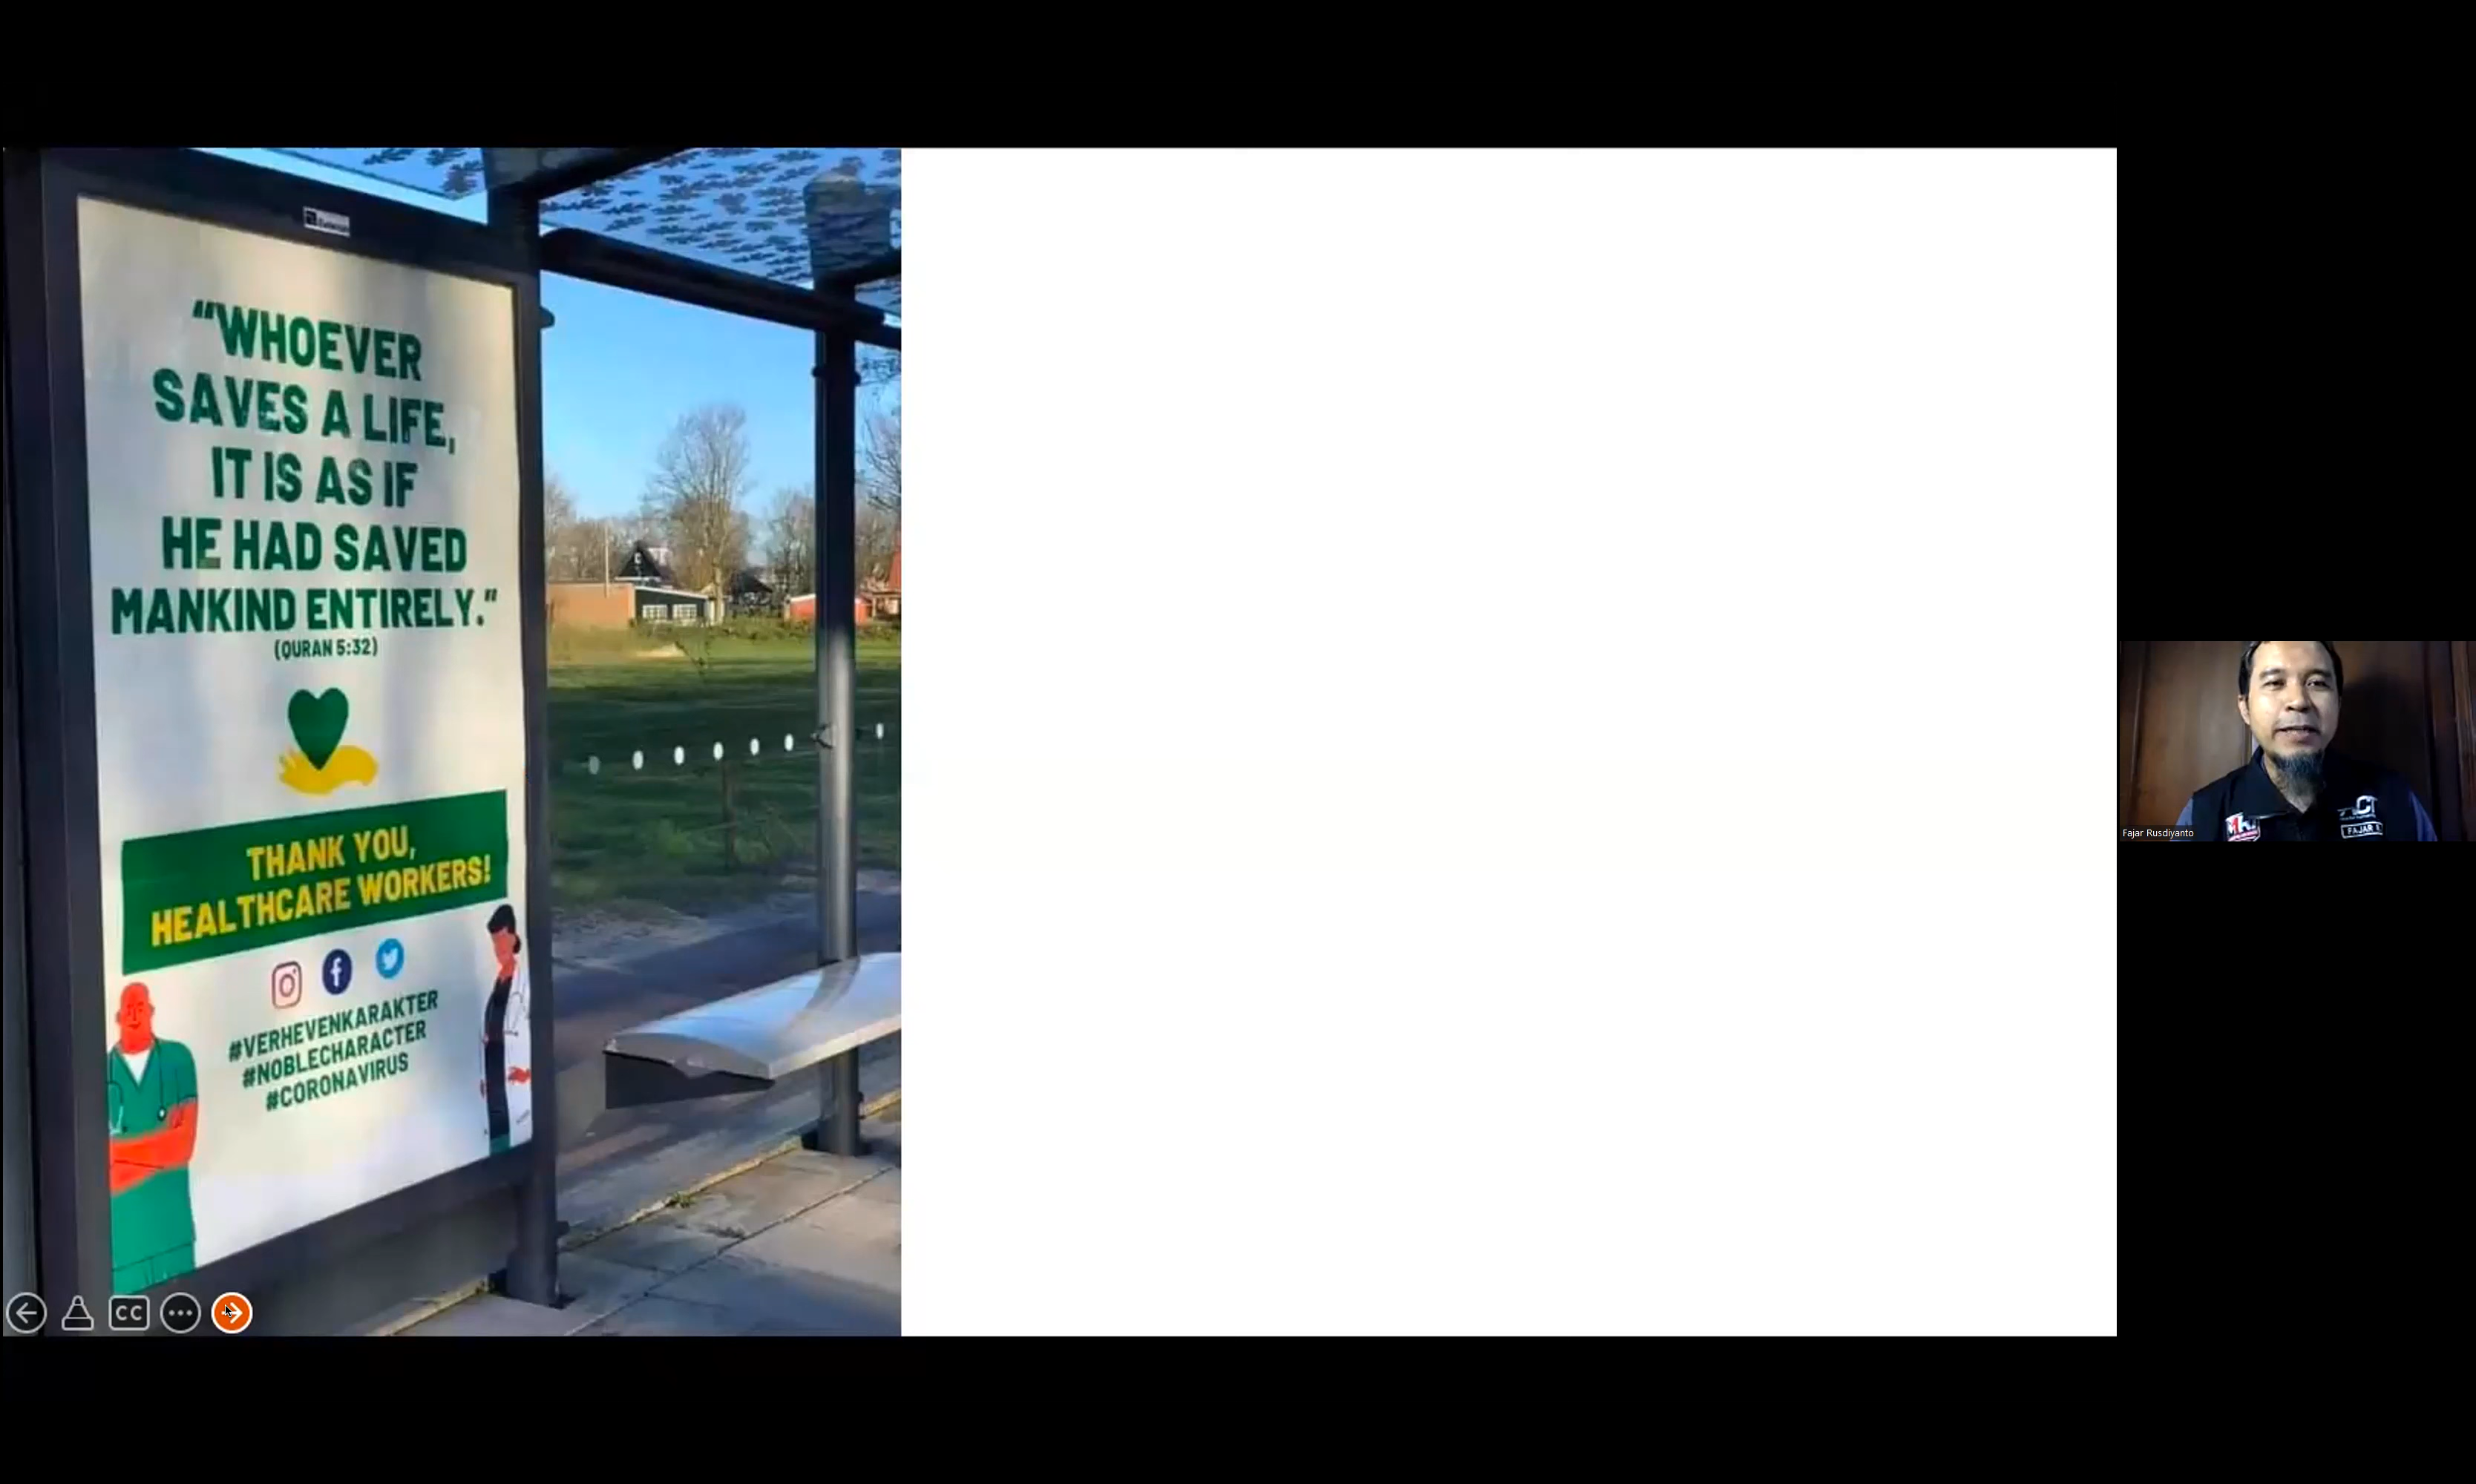 "WHOEVER
SAVES A LIFE,
IT IS AS IF
HE HAD SAVED
MANKIND ENTIRELY."
(QURAN 5:32)
THANK YOU,
HEALTHCARE WORKERS!
#VERHEVENKARAKTER
#NOBLECHARACTER
#CORONAVIRUS
CC
Fajar Rusdiyanto
FAJAR